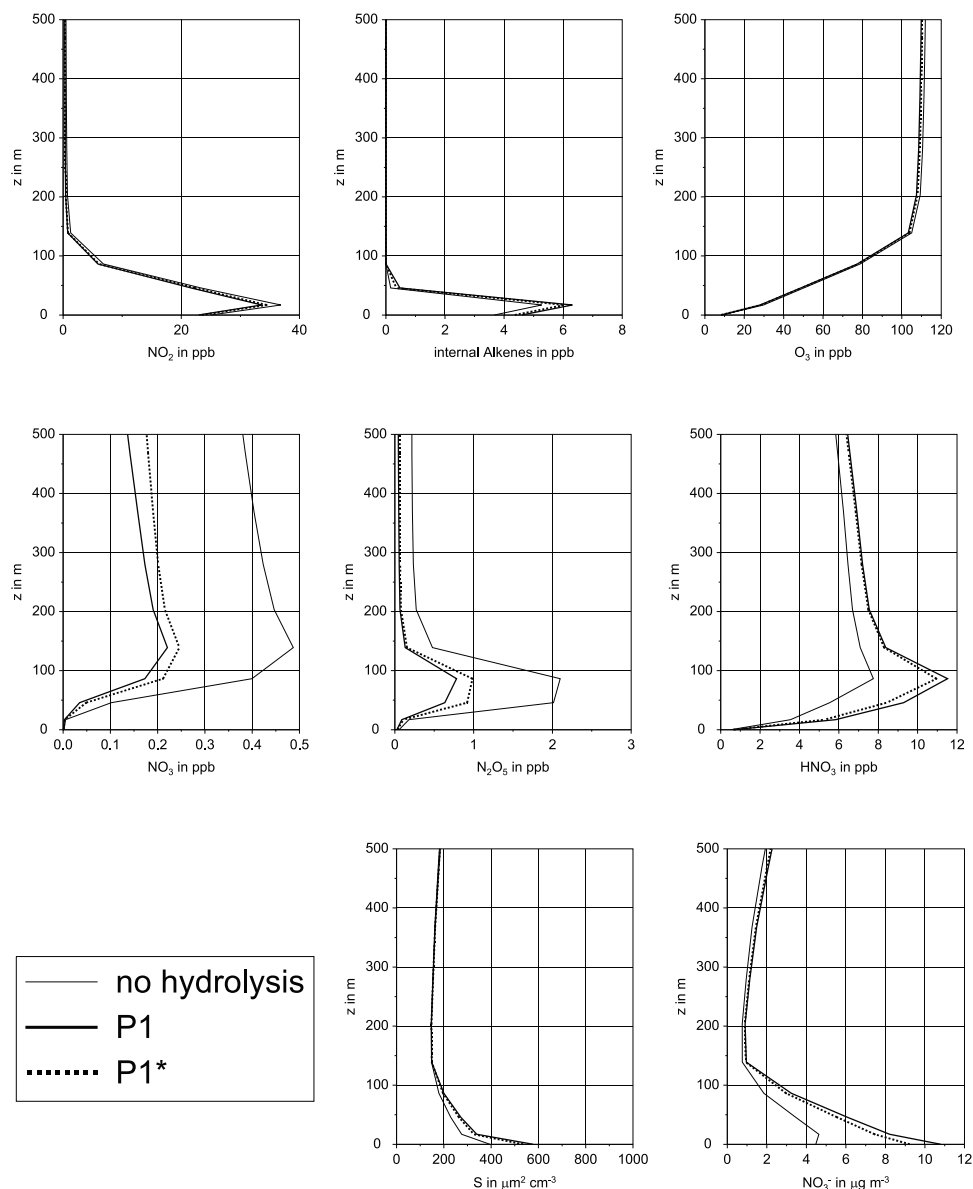 500
400
300
200
100
0
z in m
0 20 40
NO₂ in ppb
500
400
300
200
100
0
z in m
0 2 4 6 8
internal Alkenes in ppb
500
400
300
200
100
0
z in m
0 20 40 60 80 100 120
O₃ in ppb
500
400
300
200
100
0
z in m
0.0 0.1 0.2 0.3 0.4 0.5
NO₃ in ppb
500
400
300
200
100
0
z in m
0 1 2 3
N₂O₅ in ppb
500
400
300
200
100
0
z in m
0 2 4 6 8 10 12
HNO₃ in ppb
no hydrolysis
P1
P1*
500
400
300
200
100
0
z in m
0 200 400 600 800 1000
S in μm² cm⁻³
500
400
300
200
100
0
z in m
0 2 4 6 8 10 12
NO₃⁻ in μg m⁻³